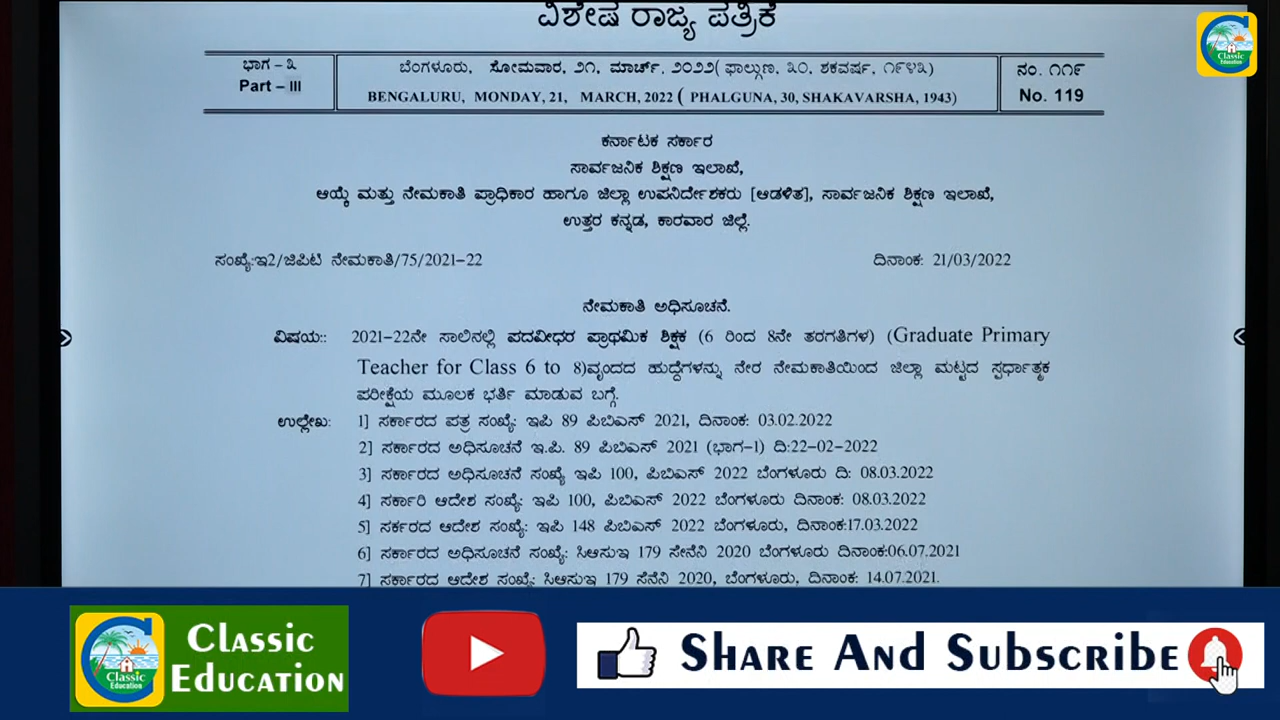 ವಿಶೇಷ ರಾಜ್ಯ ಪತ್ರಿಕೆ
Classic
Education
ಭಾಗ – ೩
Part – III
ಬೆಂಗಳೂರು, ಸೋಮವಾರ, ೨೧, ಮಾರ್ಚ್, ೨೦೨೨( ಫಾಲ್ಗುಣ, ೩೦, ಶಕವರ್ಷ, ೧೯೪೩)
BENGALURU, MONDAY, 21, MARCH, 2022 ( PHALGUNA, 30, SHAKAVARSHA, 1943)
ನಂ. ೧೧೯
No. 119
ಕರ್ನಾಟಕ ಸರ್ಕಾರ
ಸಾರ್ವಜನಿಕ ಶಿಕ್ಷಣ ಇಲಾಖೆ,
ಆಯ್ಕೆ ಮತ್ತು ನೇಮಕಾತಿ ಪ್ರಾಧಿಕಾರ ಹಾಗೂ ಜಿಲ್ಲಾ ಉಪನಿರ್ದೇಶಕರು [ಆಡಳಿತ], ಸಾರ್ವಜನಿಕ ಶಿಕ್ಷಣ ಇಲಾಖೆ,
ಉತ್ತರ ಕನ್ನಡ, ಕಾರವಾರ ಜಿಲ್ಲೆ.
ಸಂಖ್ಯೆ:ಇ2/ಜಿಪಿಟಿ ನೇಮಕಾತಿ/75/2021-22
ದಿನಾಂಕ: 21/03/2022
ನೇಮಕಾತಿ ಅಧಿಸೂಚನೆ.
ವಿಷಯ:: 2021-22ನೇ ಸಾಲಿನಲ್ಲಿ ಪದವೀಧರ ಪ್ರಾಥಮಿಕ ಶಿಕ್ಷಕ (6 ರಿಂದ 8ನೇ ತರಗತಿಗಳ) (Graduate Primary
Teacher for Class 6 to 8)ವೃಂದದ ಹುದ್ದೆಗಳನ್ನು ನೇರ ನೇಮಕಾತಿಯಿಂದ ಜಿಲ್ಲಾ ಮಟ್ಟದ ಸ್ಪರ್ಧಾತ್ಮಕ
ಪರೀಕ್ಷೆಯ ಮೂಲಕ ಭರ್ತಿ ಮಾಡುವ ಬಗ್ಗೆ.
ಉಲ್ಲೇಖ: 1] ಸರ್ಕಾರದ ಪತ್ರ ಸಂಖ್ಯೆ: ಇಪಿ 89 ಪಿಬಿಎಸ್ 2021, ದಿನಾಂಕ: 03.02.2022
2] ಸರ್ಕಾರದ ಅಧಿಸೂಚನೆ ಇ.ಪಿ. 89 ಪಿಬಿಎಸ್ 2021 (ಭಾಗ-1) ದಿ:22-02-2022
3] ಸರ್ಕಾರದ ಅಧಿಸೂಚನೆ ಸಂಖ್ಯೆ ಇಪಿ 100, ಪಿಬಿಎಸ್ 2022 ಬೆಂಗಳೂರು ದಿ: 08.03.2022
4] ಸರ್ಕಾರಿ ಆದೇಶ ಸಂಖ್ಯೆ: ಇಪಿ 100, ಪಿಬಿಎಸ್ 2022 ಬೆಂಗಳೂರು ದಿನಾಂಕ: 08.03.2022
5] ಸರ್ಕರದ ಆದೇಶ ಸಂಖ್ಯೆ: ಇಪಿ 148 ಪಿಬಿಎಸ್ 2022 ಬೆಂಗಳೂರು, ದಿನಾಂಕ:17.03.2022
6] ಸರ್ಕಾರದ ಅಧಿಸೂಚನೆ ಸಂಖ್ಯೆ: ಸಿಆಸುಇ 179 ಸೇನೆನಿ 2020 ಬೆಂಗಳೂರು ದಿನಾಂಕ:06.07.2021
7] ಸರ್ಕಾರದ ಆದೇಶ ಸಂಖ್ಯೆ: ಸಿಆಸುಇ 179 ಸೆನೆನಿ 2020, ಬೆಂಗಳೂರು, ದಿನಾಂಕ: 14.07.2021.
Classic
Education
Classic
Education
Share And Subscribe